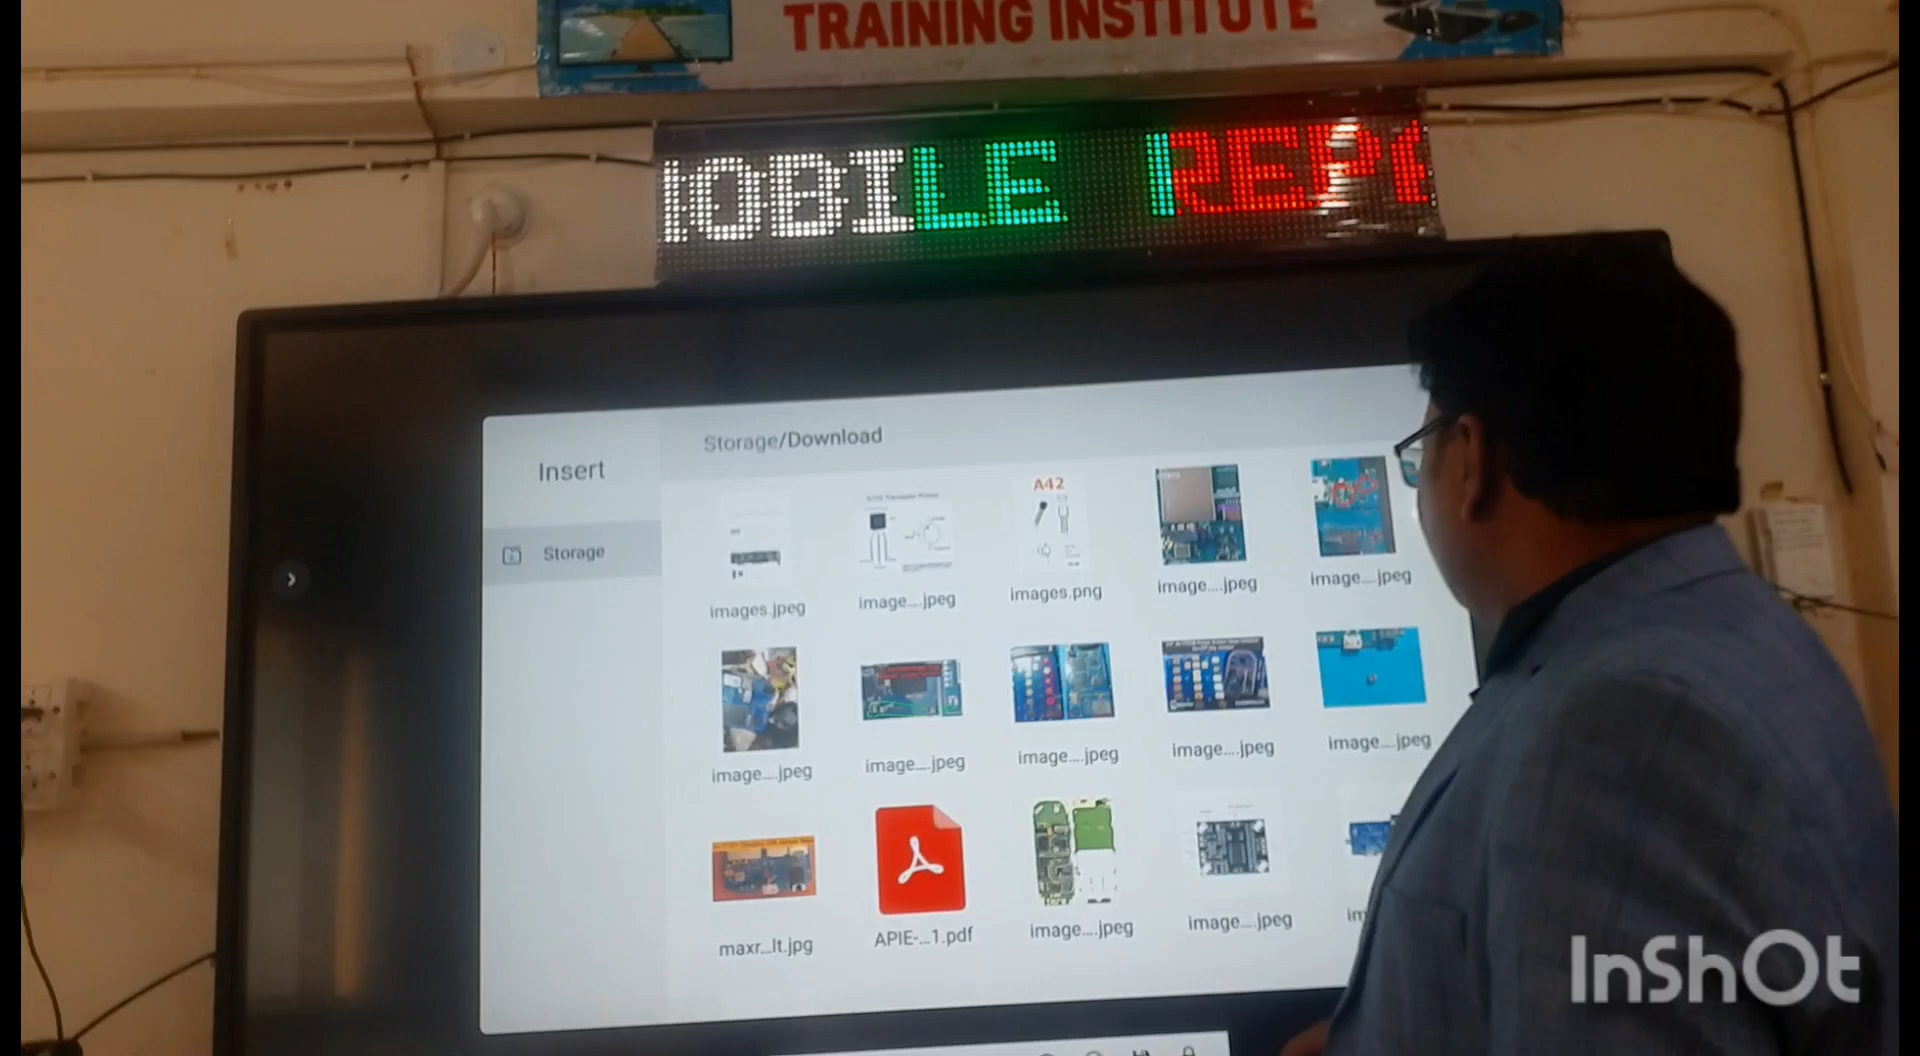 TRAINING INSTITUTE
MOBILE REP
Storage/Download
Insert
Storage
A42
images.jpeg
image....jpeg
images.png
image....jpeg
image....jpeg
image....jpeg
image....jpeg
image....jpeg
image....jpeg
image....jpeg
maxr...lt.jpg
APIE-...1.pdf
image....jpeg
image....jpeg
im
InShOt